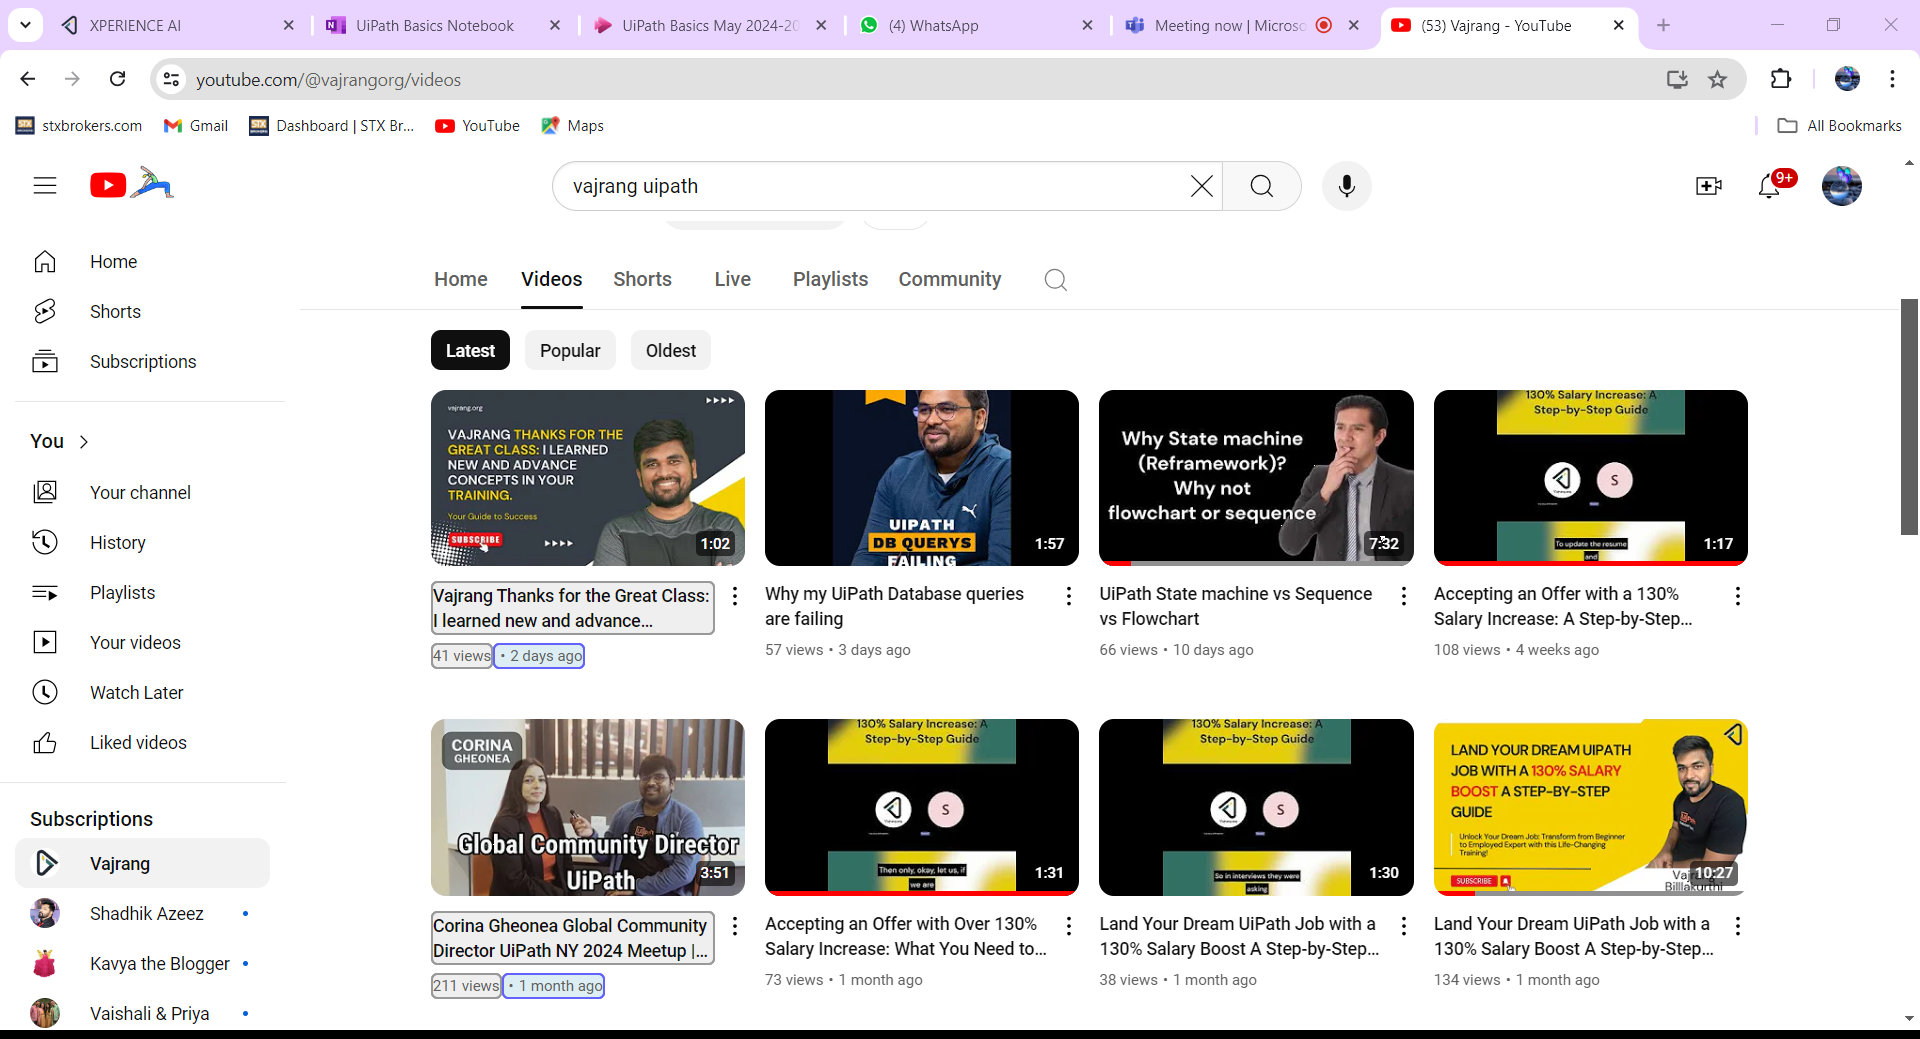 XPERIENCE AI
UiPath Basics Notebook
UiPath Basics May 2024-20
(4) WhatsApp
Meeting now | Microso
(53) Vajrang - YouTube
youtube.com/@vajrangorg/videos
stxbrokers.com
Gmail
Dashboard | STX Br...
YouTube
Maps
All Bookmarks
vajrang uipath
9+
Home
Shorts
Subscriptions
You
Your channel
History
Playlists
Your videos
Watch Later
Liked videos
Subscriptions
Vajrang
Shadhik Azeez
Kavya the Blogger
Vaishali & Priya
Home
Videos
Shorts
Live
Playlists
Community
Latest
Popular
Oldest
vajrang.org
VAJRANG THANKS FOR THE
GREAT CLASS: I LEARNED
NEW AND ADVANCE
CONCEPTS IN YOUR
TRAINING.
Your Guide to Success
SUBSCRIBE
1:02
Vajrang Thanks for the Great Class:
I learned new and advance...
41 views • 2 days ago
UIPATH
DB QUERYS
FAILING
1:57
Why my UiPath Database queries
are failing
57 views • 3 days ago
Why State machine
(Reframework)?
Why not
flowchart or sequence
7:32
UiPath State machine vs Sequence
vs Flowchart
66 views • 10 days ago
130% Salary Increase: A
Step-by-Step Guide
S
To update the resume
and
1:17
Accepting an Offer with a 130%
Salary Increase: A Step-by-Step...
108 views • 4 weeks ago
CORINA
GHEONEA
Global Community Director
UiPath
3:51
Corina Gheonea Global Community
Director UiPath NY 2024 Meetup |...
211 views • 1 month ago
130% Salary Increase: A
Step-by-Step Guide
S
Then only, okay, let us, if
we are
1:31
Accepting an Offer with Over 130%
Salary Increase: What You Need to...
73 views • 1 month ago
130% Salary Increase: A
Step-by-Step Guide
S
So in interviews they were
asking
1:30
Land Your Dream UiPath Job with a
130% Salary Boost A Step-by-Step...
38 views • 1 month ago
LAND YOUR DREAM UIPATH
JOB WITH A 130% SALARY
BOOST A STEP-BY-STEP
GUIDE
Unlock Your Dream Job: Transform from Beginner
to Employed Expert with this Life-Changing
Training!
SUBSCRIBE
10:27
Land Your Dream UiPath Job with a
130% Salary Boost A Step-by-Step...
134 views • 1 month ago